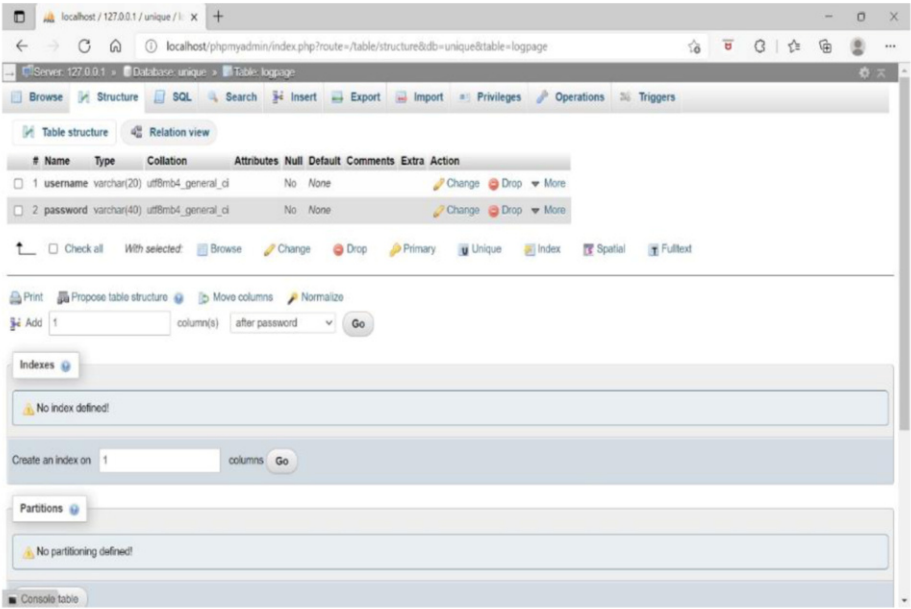 localhost / 127.0.0.1 / unique / l
localhost/phpmyadmin/index.php?route=/table/structure&db=unique&table=logpage
Server: 127.0.0.1 » Database: unique » Table: logpage
Browse Structure SQL Search Insert Export Import Privileges Operations Triggers
Table structure Relation view
# Name Type Collation Attributes Null Default Comments Extra Action
1 username varchar(20) utf8mb4_general_ci No None Change Drop More
2 password varchar(40) utf8mb4_general_ci No None Change Drop More
Check all With selected: Browse Change Drop Primary Unique Index Spatial Fulltext
Print Propose table structure Move columns Normalize
Add 1 column(s) after password Go
Indexes
No index defined!
Create an index on 1 columns Go
Partitions
No partitioning defined!
Console table